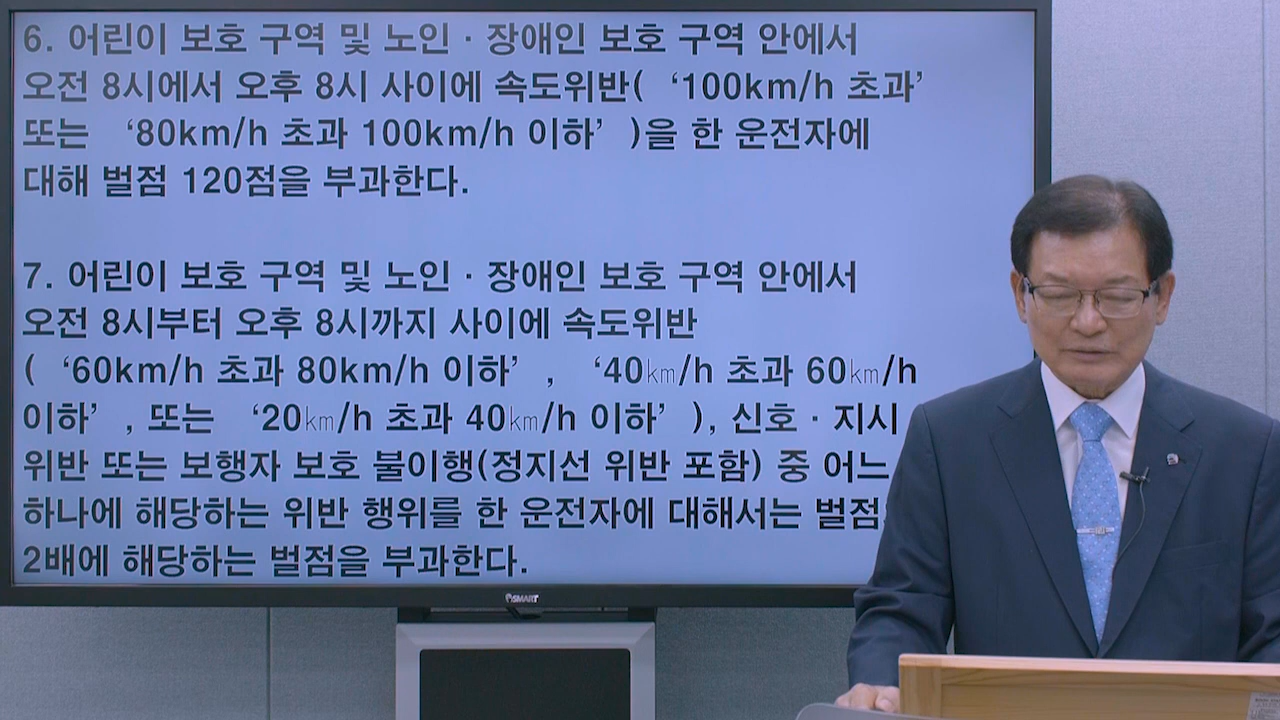 6. 어린이 보호 구역 및 노인 · 장애인 보호 구역 안에서
오전 8시에서 오후 8시 사이에 속도위반( ‘100km/h 초과’
또는 ‘80km/h 초과 100km/h 이하’ )을 한 운전자에
대해 벌점 120점을 부과한다.
7. 어린이 보호 구역 및 노인 · 장애인 보호 구역 안에서
오전 8시부터 오후 8시까지 사이에 속도위반
( ‘60km/h 초과 80km/h 이하’ , ‘40㎞/h 초과 60㎞/h
이하’ , 또는 ‘20㎞/h 초과 40㎞/h 이하’ ), 신호 · 지시
위반 또는 보행자 보호 불이행(정지선 위반 포함) 중 어느
하나에 해당하는 위반 행위를 한 운전자에 대해서는 벌점
2배에 해당하는 벌점을 부과한다.
SMART